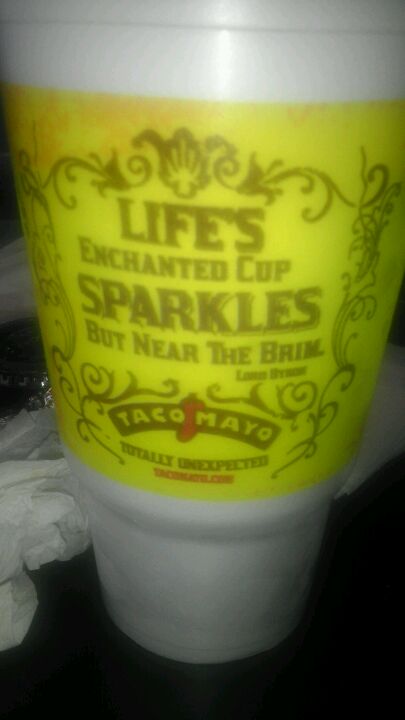 LIFE'S
ENCHANTED CUP
SPARKLES
BUT NEAR THE BRIM.
LORD BYRON
TACO MAYO
TOTALLY UNEXPECTED
TACOMAYO.COM